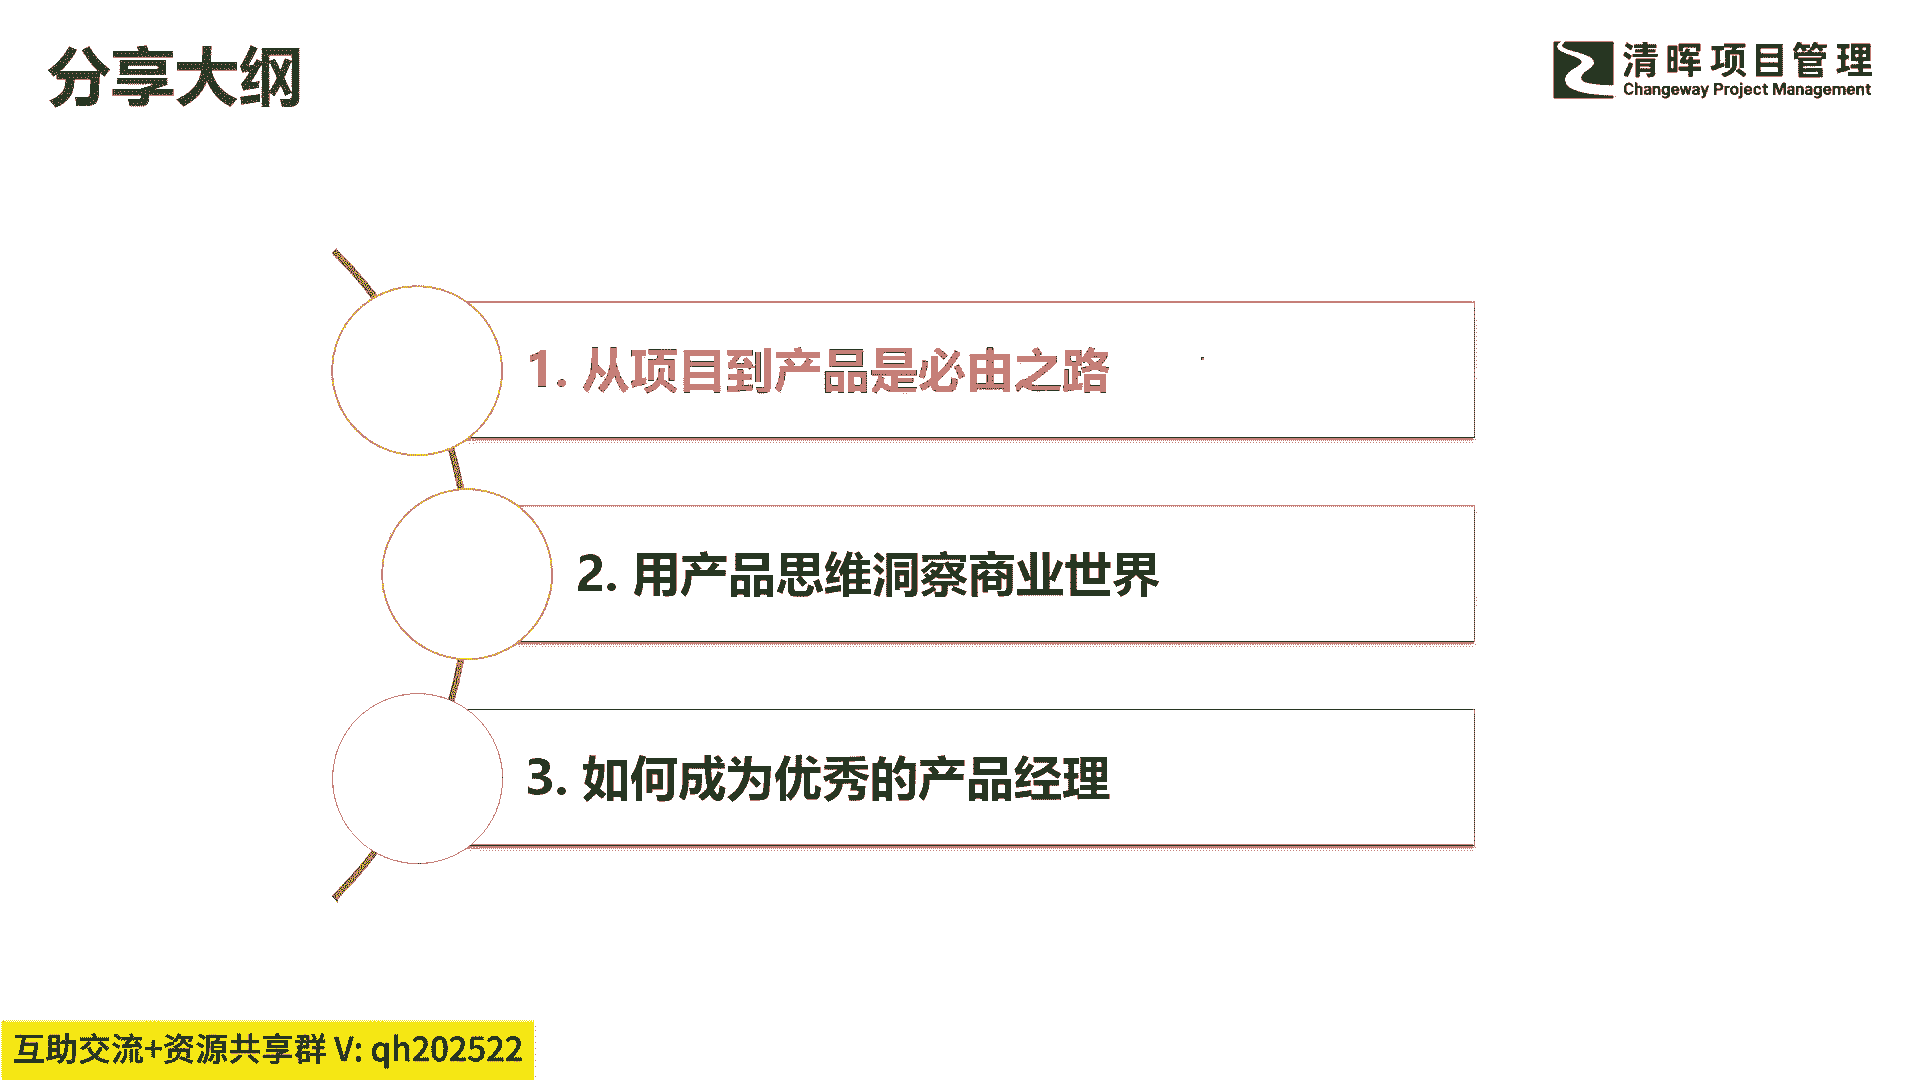 分享大纲
清晖项目管理
Changeway Project Management
1. 从项目到产品是必由之路
2. 用产品思维洞察商业世界
3. 如何成为优秀的产品经理
互助交流+资源共享群 V: qh202522